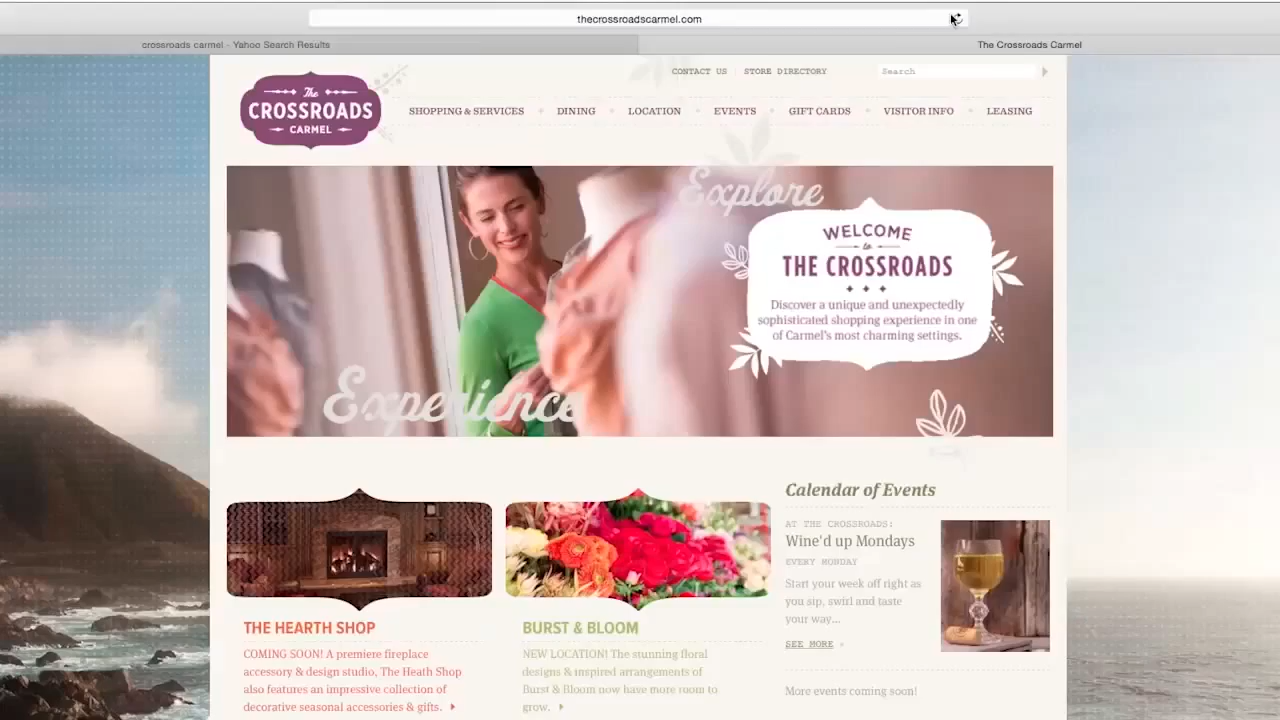 thecrossroadscarmel.com
crossroads carmel - Yahoo Search Results
The Crossroads Carmel
CONTACT US
STORE DIRECTORY
Search
The
CROSSROADS
CARMEL
SHOPPING & SERVICES
DINING
LOCATION
EVENTS
GIFT CARDS
VISITOR INFO
LEASING
Explore
WELCOME
to
THE CROSSROADS
Discover a unique and unexpectedly
sophisticated shopping experience in one
of Carmel's most charming settings.
Experience
THE HEARTH SHOP
COMING SOON! A premiere fireplace
accessory & design studio, The Heath Shop
also features an impressive collection of
decorative seasonal accessories & gifts.
BURST & BLOOM
NEW LOCATION! The stunning floral
designs & inspired arrangements of
Burst & Bloom now have more room to
grow.
Calendar of Events
AT THE CROSSROADS:
Wine'd up Mondays
EVERY MONDAY
Start your week off right as
you sip, swirl and taste
your way...
SEE MORE
More events coming soon!